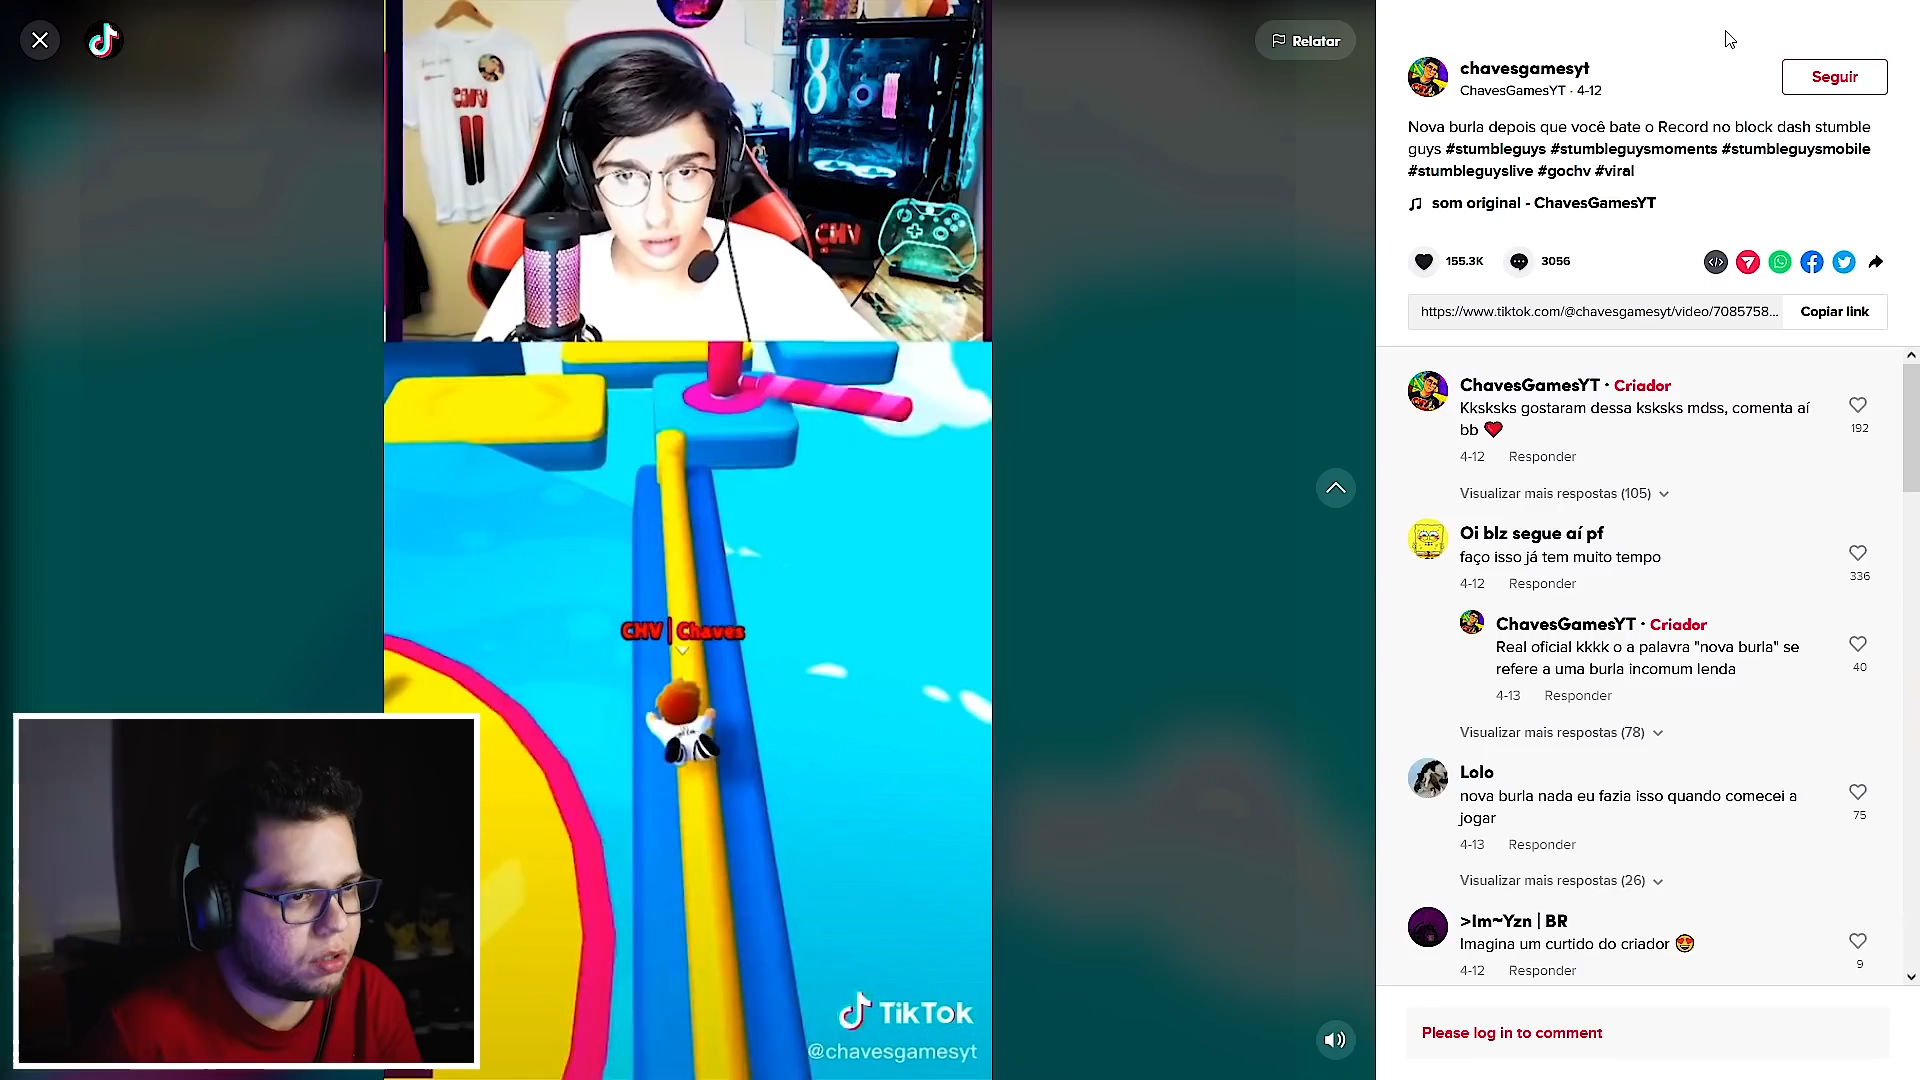 Relatar
CHV
CHV
CHV | Chaves
TikTok
@chavesgamesyt
chavesgamesyt
ChavesGamesYT · 4-12
Seguir
Nova burla depois que você bate o Record no block dash stumble
guys #stumbleguys #stumbleguysmoments #stumbleguysmobile
#stumbleguyslive #gochv #viral
som original - ChavesGamesYT
155.3K
3056
https://www.tiktok.com/@chavesgamesyt/video/7085758...
Copiar link
ChavesGamesYT · Criador
Kksksks gostaram dessa ksksks mdss, comenta aí
bb ❤️
192
4-12 Responder
Visualizar mais respostas (105)
Oi blz segue aí pf
faço isso já tem muito tempo
336
4-12 Responder
ChavesGamesYT · Criador
Real oficial kkkk o a palavra "nova burla" se
refere a uma burla incomum lenda
40
4-13 Responder
Visualizar mais respostas (78)
Lolo
nova burla nada eu fazia isso quando comecei a
jogar
75
4-13 Responder
Visualizar mais respostas (26)
>Im~Yzn | BR
Imagina um curtido do criador 😍
9
4-12 Responder
Please log in to comment